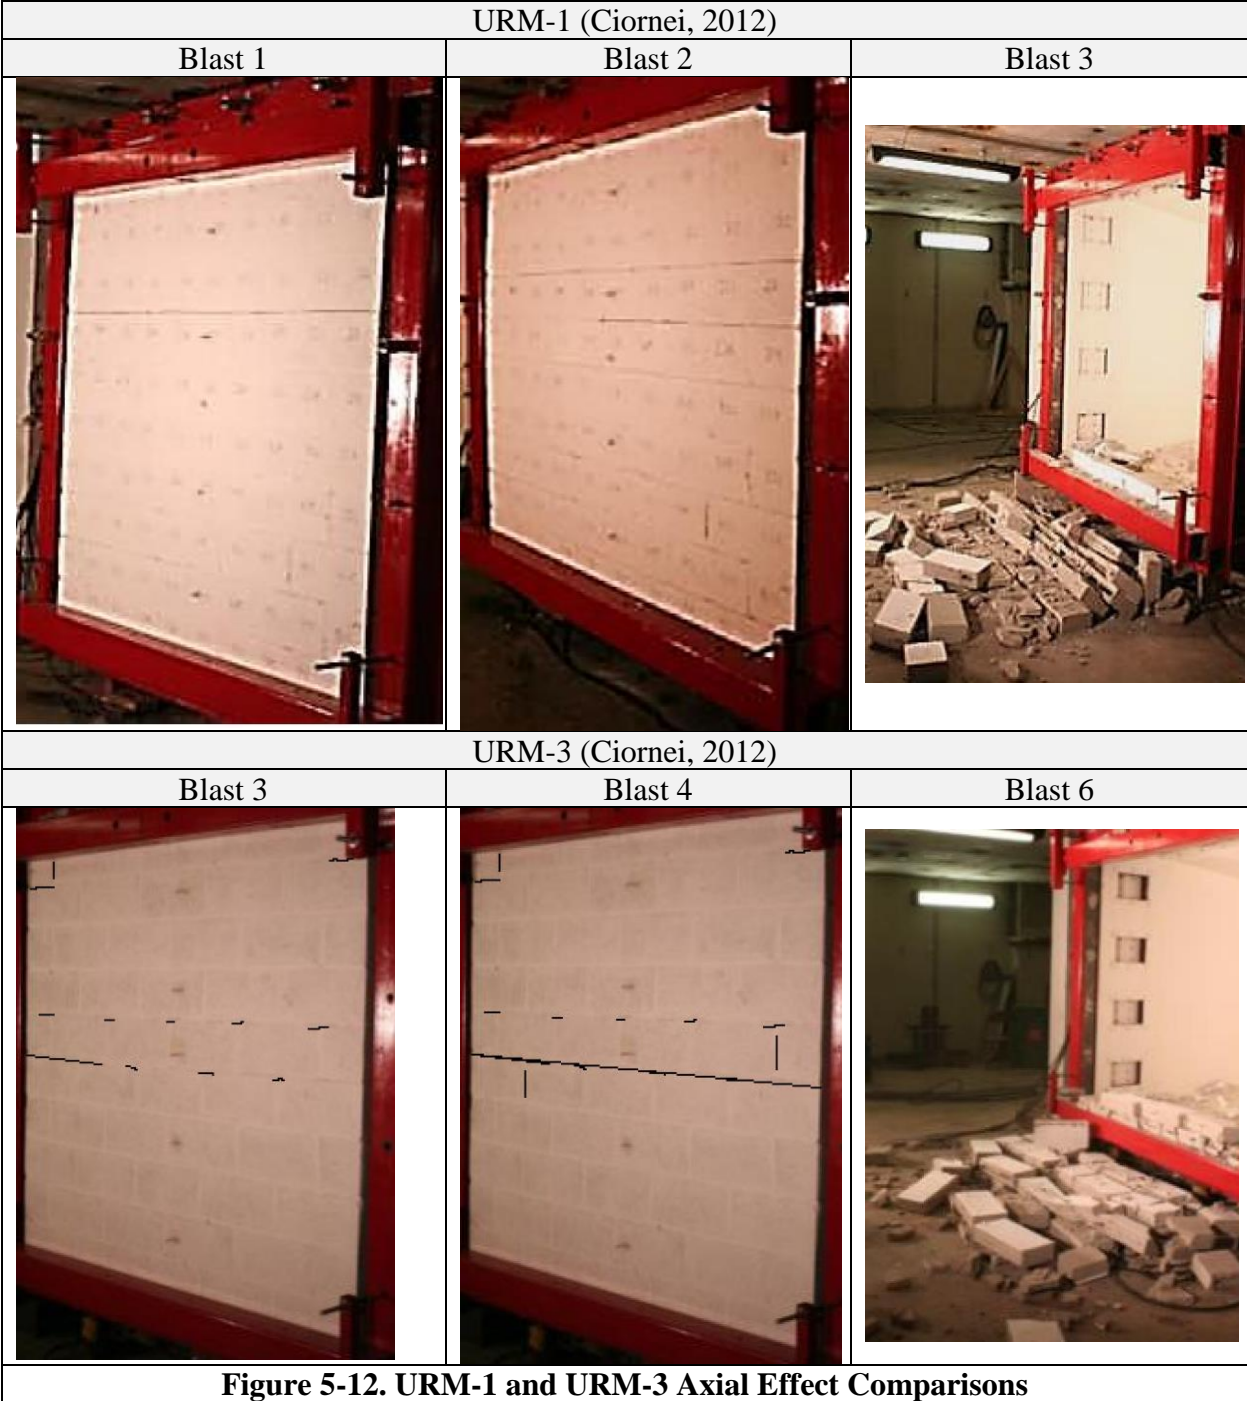 URM-1 (Ciornei, 2012)
Blast 1
Blast 2
Blast 3
URM-3 (Ciornei, 2012)
Blast 3
Blast 4
Blast 6
Figure 5-12. URM-1 and URM-3 Axial Effect Comparisons